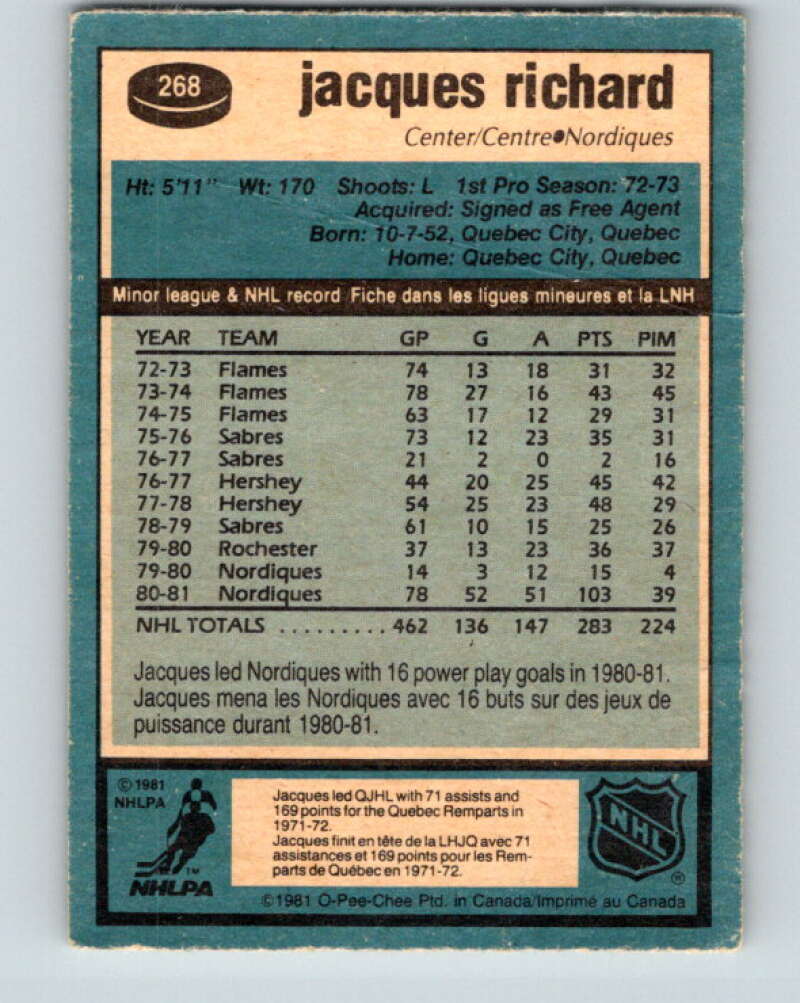 268
jacques richard
Center/Centre•Nordiques
Ht: 5'11" Wt: 170 Shoots: L 1st Pro Season: 72-73
Acquired: Signed as Free Agent
Born: 10-7-52, Quebec City, Quebec
Home: Quebec City, Quebec
Minor league & NHL record Fiche dans les ligues mineures et la LNH
YEAR TEAM GP G A PTS PIM
72-73 Flames 74 13 18 31 32
73-74 Flames 78 27 16 43 45
74-75 Flames 63 17 12 29 31
75-76 Sabres 73 12 23 35 31
76-77 Sabres 21 2 0 2 16
76-77 Hershey 44 20 25 45 42
77-78 Hershey 54 25 23 48 29
78-79 Sabres 61 10 15 25 26
79-80 Rochester 37 13 23 36 37
79-80 Nordiques 14 3 12 15 4
80-81 Nordiques 78 52 51 103 39
NHL TOTALS ......... 462 136 147 283 224
Jacques led Nordiques with 16 power play goals in 1980-81.
Jacques mena les Nordiques avec 16 buts sur des jeux de
puissance durant 1980-81.
©1981
NHLPA
TM
NHLPA
Jacques led QJHL with 71 assists and
169 points for the Quebec Remparts in
1971-72.
Jacques finit en tête de la LHJQ avec 71
assistances et 169 points pour les Rem-
parts de Québec en 1971-72.
NHL
®
©1981 O-Pee-Chee Ptd. in Canada/Imprimé au Canada